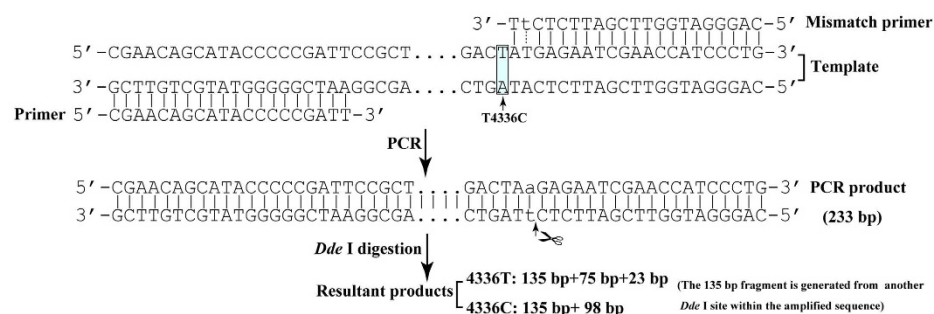 3′-TtCTCTTAGCTTGGTAGGGAC-5′ Mismatch primer
5′-CGAACAGCATACCCCCGATTCCGCT....GACTATGAGAATCGAACCATCCCTG-3′
Template
3′-GCTTGTCGTATGGGGGCTAAGGCGA....CTGATACTCTTAGCTTGGTAGGGAC-5′
Primer 5′-CGAACAGCATACCCCCGATT-3′
T4336C
PCR
5′-CGAACAGCATACCCCCGATTCCGCT....GACTAaGAGAATCGAACCATCCCTG-3′ PCR product
3′-GCTTGTCGTATGGGGGCTAAGGCGA....CTGATtCTCTTAGCTTGGTAGGGAC-5′ (233 bp)
Dde I digestion
Resultant products
4336T: 135 bp+75 bp+23 bp (The 135 bp fragment is generated from another
4336C: 135 bp+ 98 bp Dde I site within the amplified sequence)